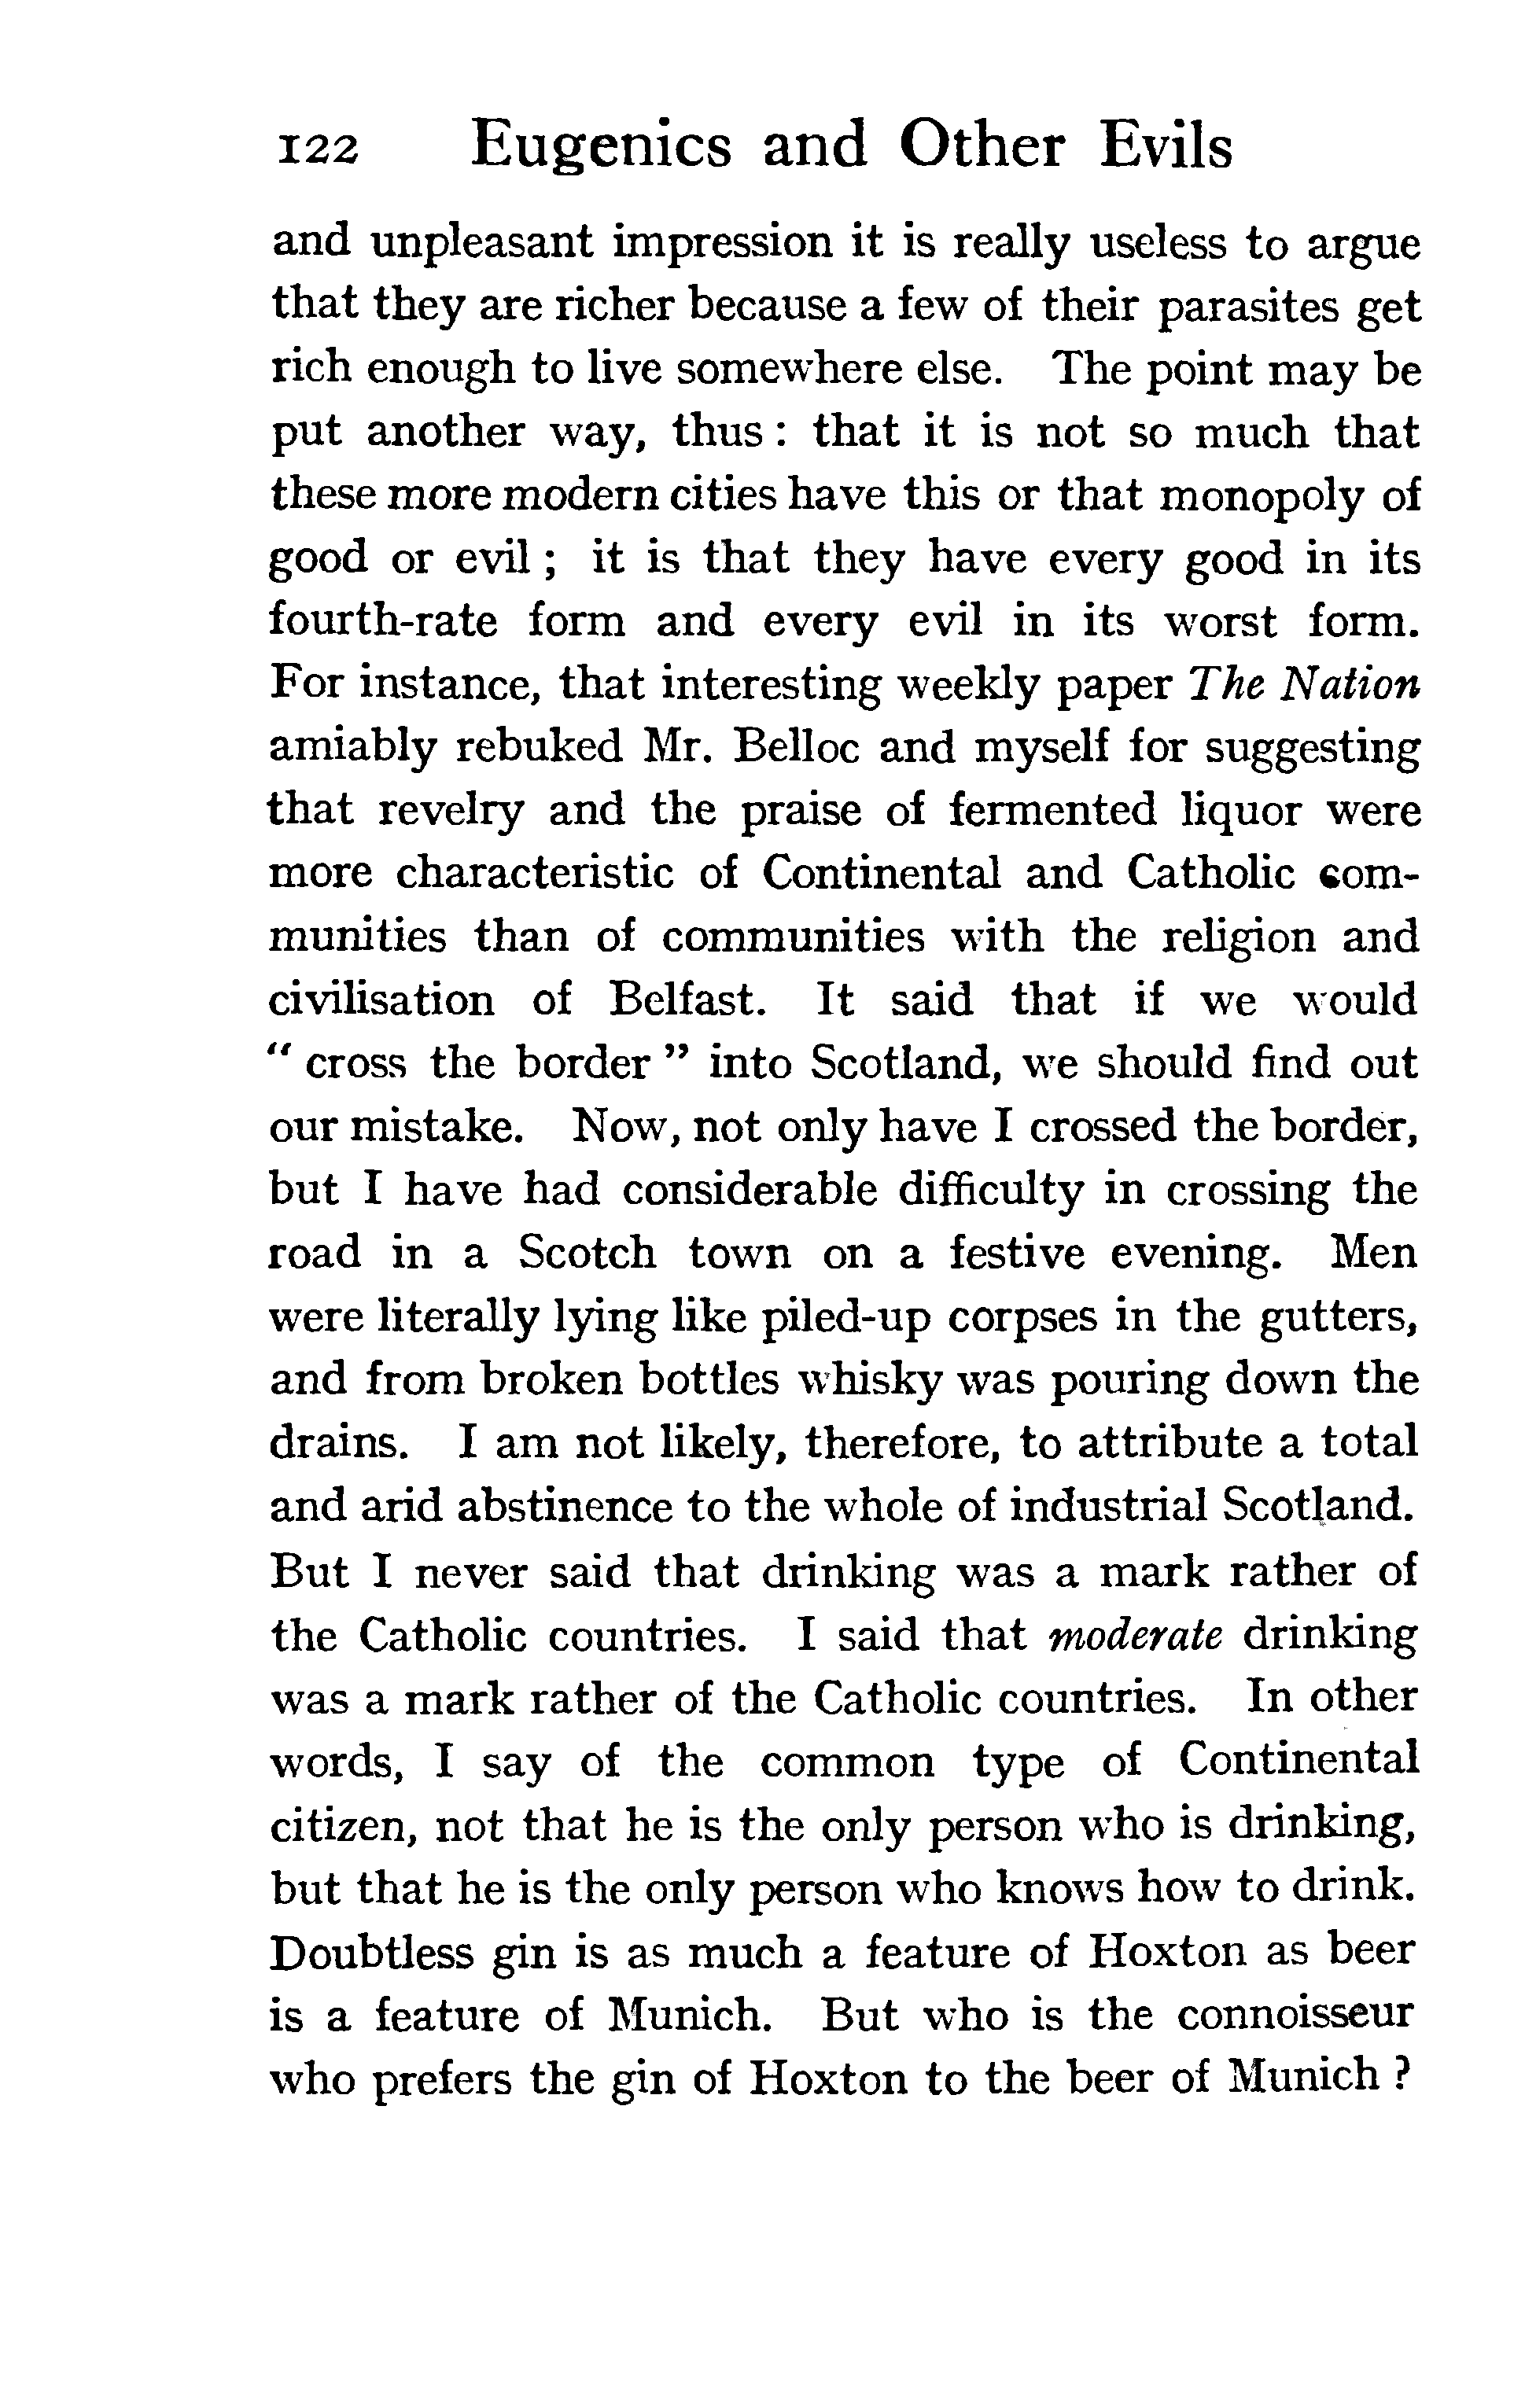 122 Eugenics and Other Evils
and unpleasant impression it is really useless to argue
that they are richer because a few of their parasites get
rich enough to live somewhere else. The point may be
put another way, thus : that it is not so much that
these more modern cities have this or that monopoly of
good or evil ; it is that they have every good in its
fourth-rate form and every evil in its worst form.
For instance, that interesting weekly paper The Nation
amiably rebuked Mr. Belloc and myself for suggesting
that revelry and the praise of fermented liquor were
more characteristic of Continental and Catholic com-
munities than of communities with the religion and
civilisation of Belfast. It said that if we would
“ cross the border ” into Scotland, we should find out
our mistake. Now, not only have I crossed the border,
but I have had considerable difficulty in crossing the
road in a Scotch town on a festive evening. Men
were literally lying like piled-up corpses in the gutters,
and from broken bottles whisky was pouring down the
drains. I am not likely, therefore, to attribute a total
and arid abstinence to the whole of industrial Scotland.
But I never said that drinking was a mark rather of
the Catholic countries. I said that moderate drinking
was a mark rather of the Catholic countries. In other
words, I say of the common type of Continental
citizen, not that he is the only person who is drinking,
but that he is the only person who knows how to drink.
Doubtless gin is as much a feature of Hoxton as beer
is a feature of Munich. But who is the connoisseur
who prefers the gin of Hoxton to the beer of Munich ?